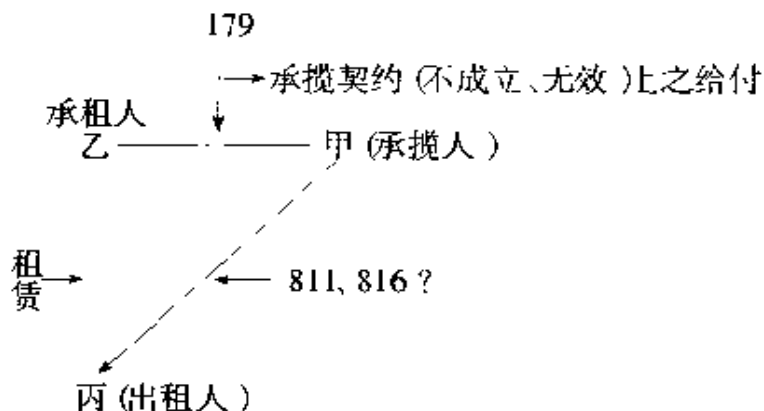 179
承揽契约(不成立、无效)上之给付
承租人
乙
甲(承揽人)
租
赁
811、816?
丙(出租人)